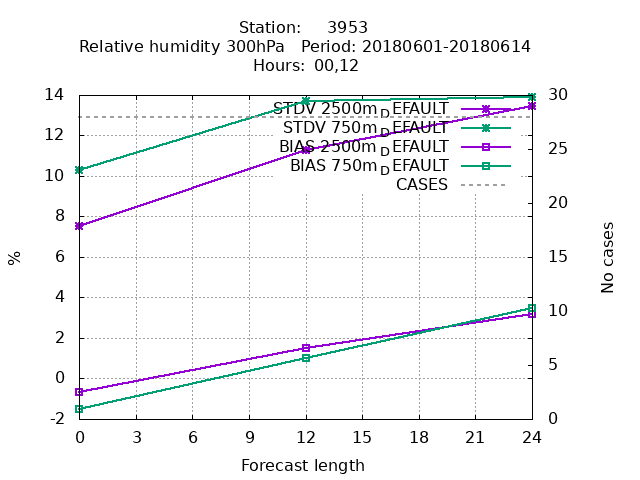 Station: 3953
Relative humidity 300hPa Period: 20180601-20180614
Hours: 00,12
STDV 2500m_DEFAULT
STDV 750m_DEFAULT
BIAS 2500m_DEFAULT
BIAS 750m_DEFAULT
CASES
%
14
12
10
8
6
4
2
0
-2
30
25
20
15
10
5
0
No cases
0 3 6 9 12 15 18 21 24
Forecast length